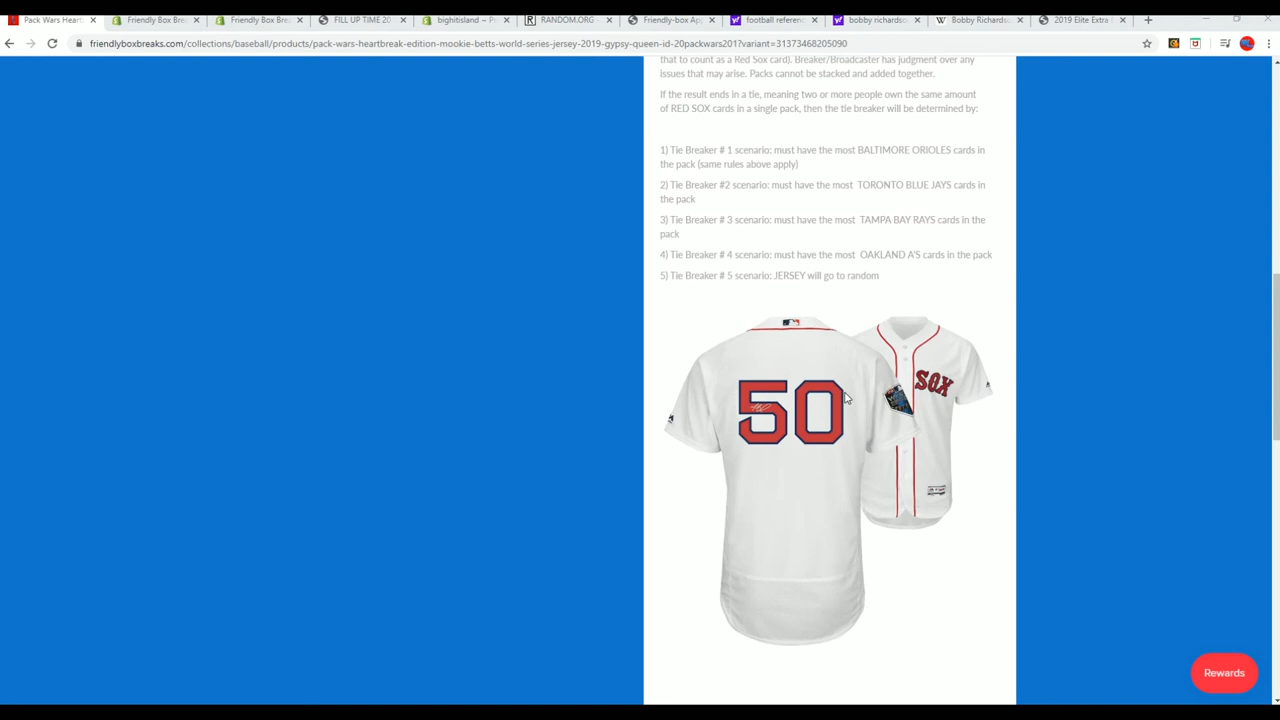 Pack Wars Heart
Friendly Box Bre
Friendly Box Bre
FILL UP TIME 20
bighitisland ~ P
RANDOM.ORG -
Friendly-box Ap
football referen
bobby richardso
Bobby Richards
2019 Elite Extra
friendlyboxbreaks.com/collections/baseball/products/pack-wars-heartbreak-edition-mookie-betts-world-series-jersey-2019-gypsy-queen-id-20packwars201?variant=31373468205090
that to count as a Red Sox card). Breaker/Broadcaster has judgment over any
issues that may arise. Packs cannot be stacked and added together.
If the result ends in a tie, meaning two or more people own the same amount
of RED SOX cards in a single pack, then the tie breaker will be determined by:
1) Tie Breaker # 1 scenario: must have the most BALTIMORE ORIOLES cards in
the pack (same rules above apply)
2) Tie Breaker #2 scenario: must have the most TORONTO BLUE JAYS cards in
the pack
3) Tie Breaker # 3 scenario: must have the most TAMPA BAY RAYS cards in the
pack
4) Tie Breaker # 4 scenario: must have the most OAKLAND A'S cards in the pack
5) Tie Breaker # 5 scenario: JERSEY will go to random
50
SOX
Rewards